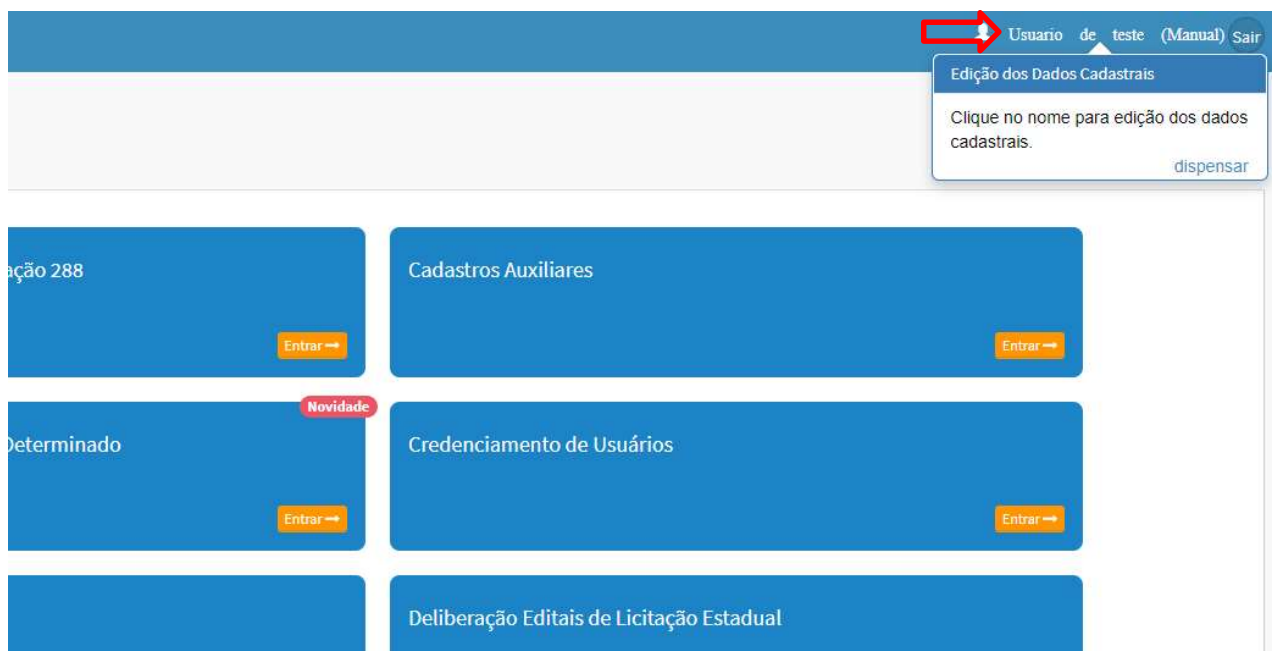 Usuario de teste (Manual) Sair
Edição dos Dados Cadastrais
Clique no nome para edição dos dados
cadastrais.
dispensar
ação 288
Entrar
Cadastros Auxiliares
Entrar
Novidade
Determinado
Entrar
Credenciamento de Usuários
Entrar
Deliberação Editais de Licitação Estadual